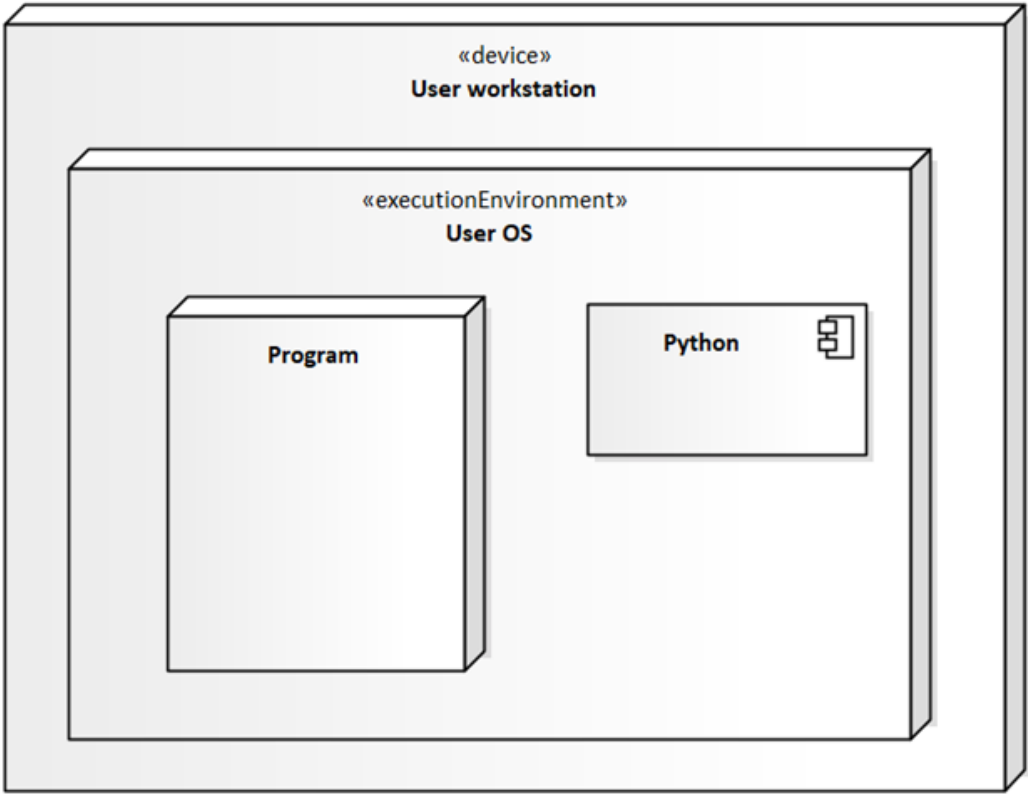 «device»
User workstation
«executionEnvironment»
User OS
Program
Python